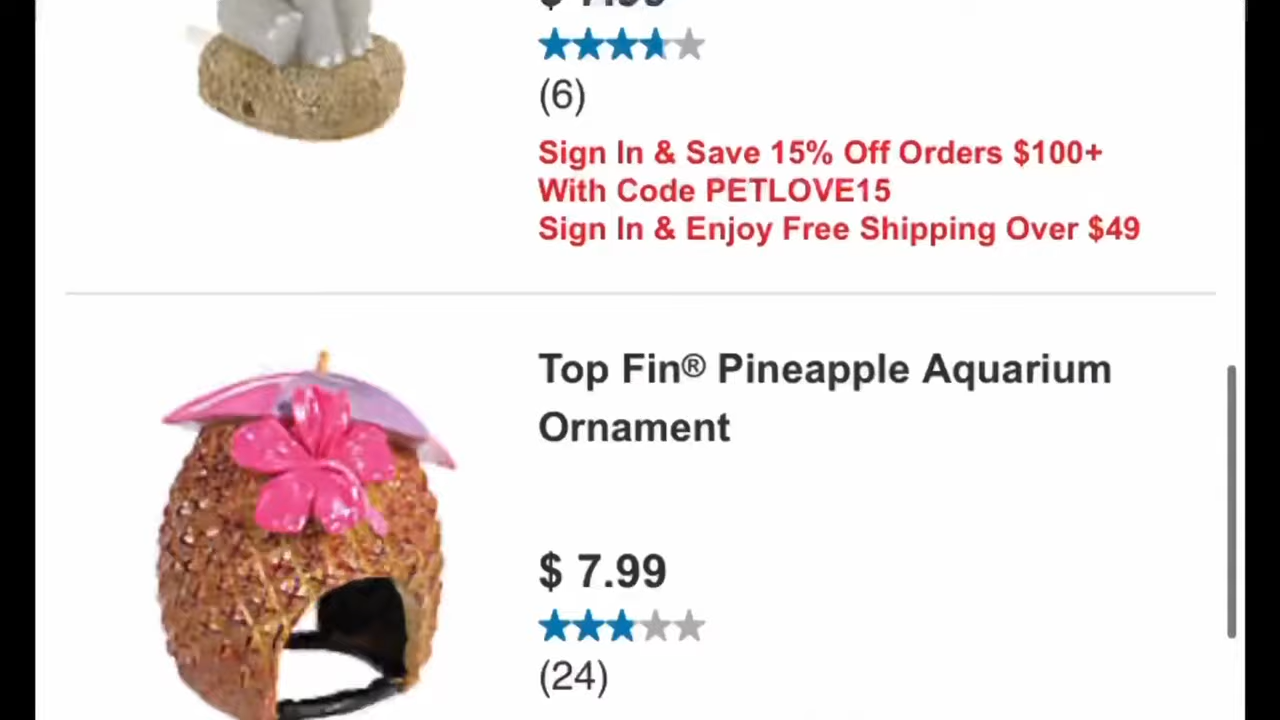 (6)
Sign In & Save 15% Off Orders $100+
With Code PETLOVE15
Sign In & Enjoy Free Shipping Over $49
Top Fin® Pineapple Aquarium
Ornament
$ 7.99
(24)